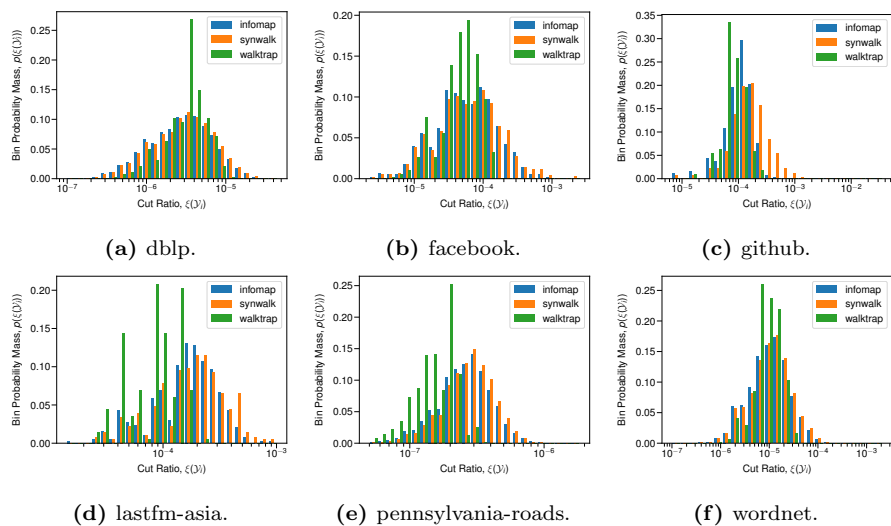 Bin Probability Mass, p(ξ(𝒴ᵢ))
0.25
0.20
0.15
0.10
0.05
0.00
infomap
synwalk
walktrap
10⁻⁷
10⁻⁶
10⁻⁵
Cut Ratio, ξ(𝒴ᵢ)
(a) dblp.
Bin Probability Mass, p(ξ(𝒴ᵢ))
0.20
0.15
0.10
0.05
0.00
infomap
synwalk
walktrap
10⁻⁵
10⁻⁴
10⁻³
Cut Ratio, ξ(𝒴ᵢ)
(b) facebook.
Bin Probability Mass, p(ξ(𝒴ᵢ))
0.35
0.30
0.25
0.20
0.15
0.10
0.05
0.00
infomap
synwalk
walktrap
10⁻⁵
10⁻⁴
10⁻³
10⁻²
Cut Ratio, ξ(𝒴ᵢ)
(c) github.
Bin Probability Mass, p(ξ(𝒴ᵢ))
0.20
0.15
0.10
0.05
0.00
infomap
synwalk
walktrap
10⁻⁴
10⁻³
Cut Ratio, ξ(𝒴ᵢ)
(d) lastfm-asia.
Bin Probability Mass, p(ξ(𝒴ᵢ))
0.25
0.20
0.15
0.10
0.05
0.00
infomap
synwalk
walktrap
10⁻⁷
10⁻⁶
Cut Ratio, ξ(𝒴ᵢ)
(e) pennsylvania-roads.
Bin Probability Mass, p(ξ(𝒴ᵢ))
0.25
0.20
0.15
0.10
0.05
0.00
infomap
synwalk
walktrap
10⁻⁷
10⁻⁶
10⁻⁵
10⁻⁴
10⁻³
10⁻²
Cut Ratio, ξ(𝒴ᵢ)
(f) wordnet.